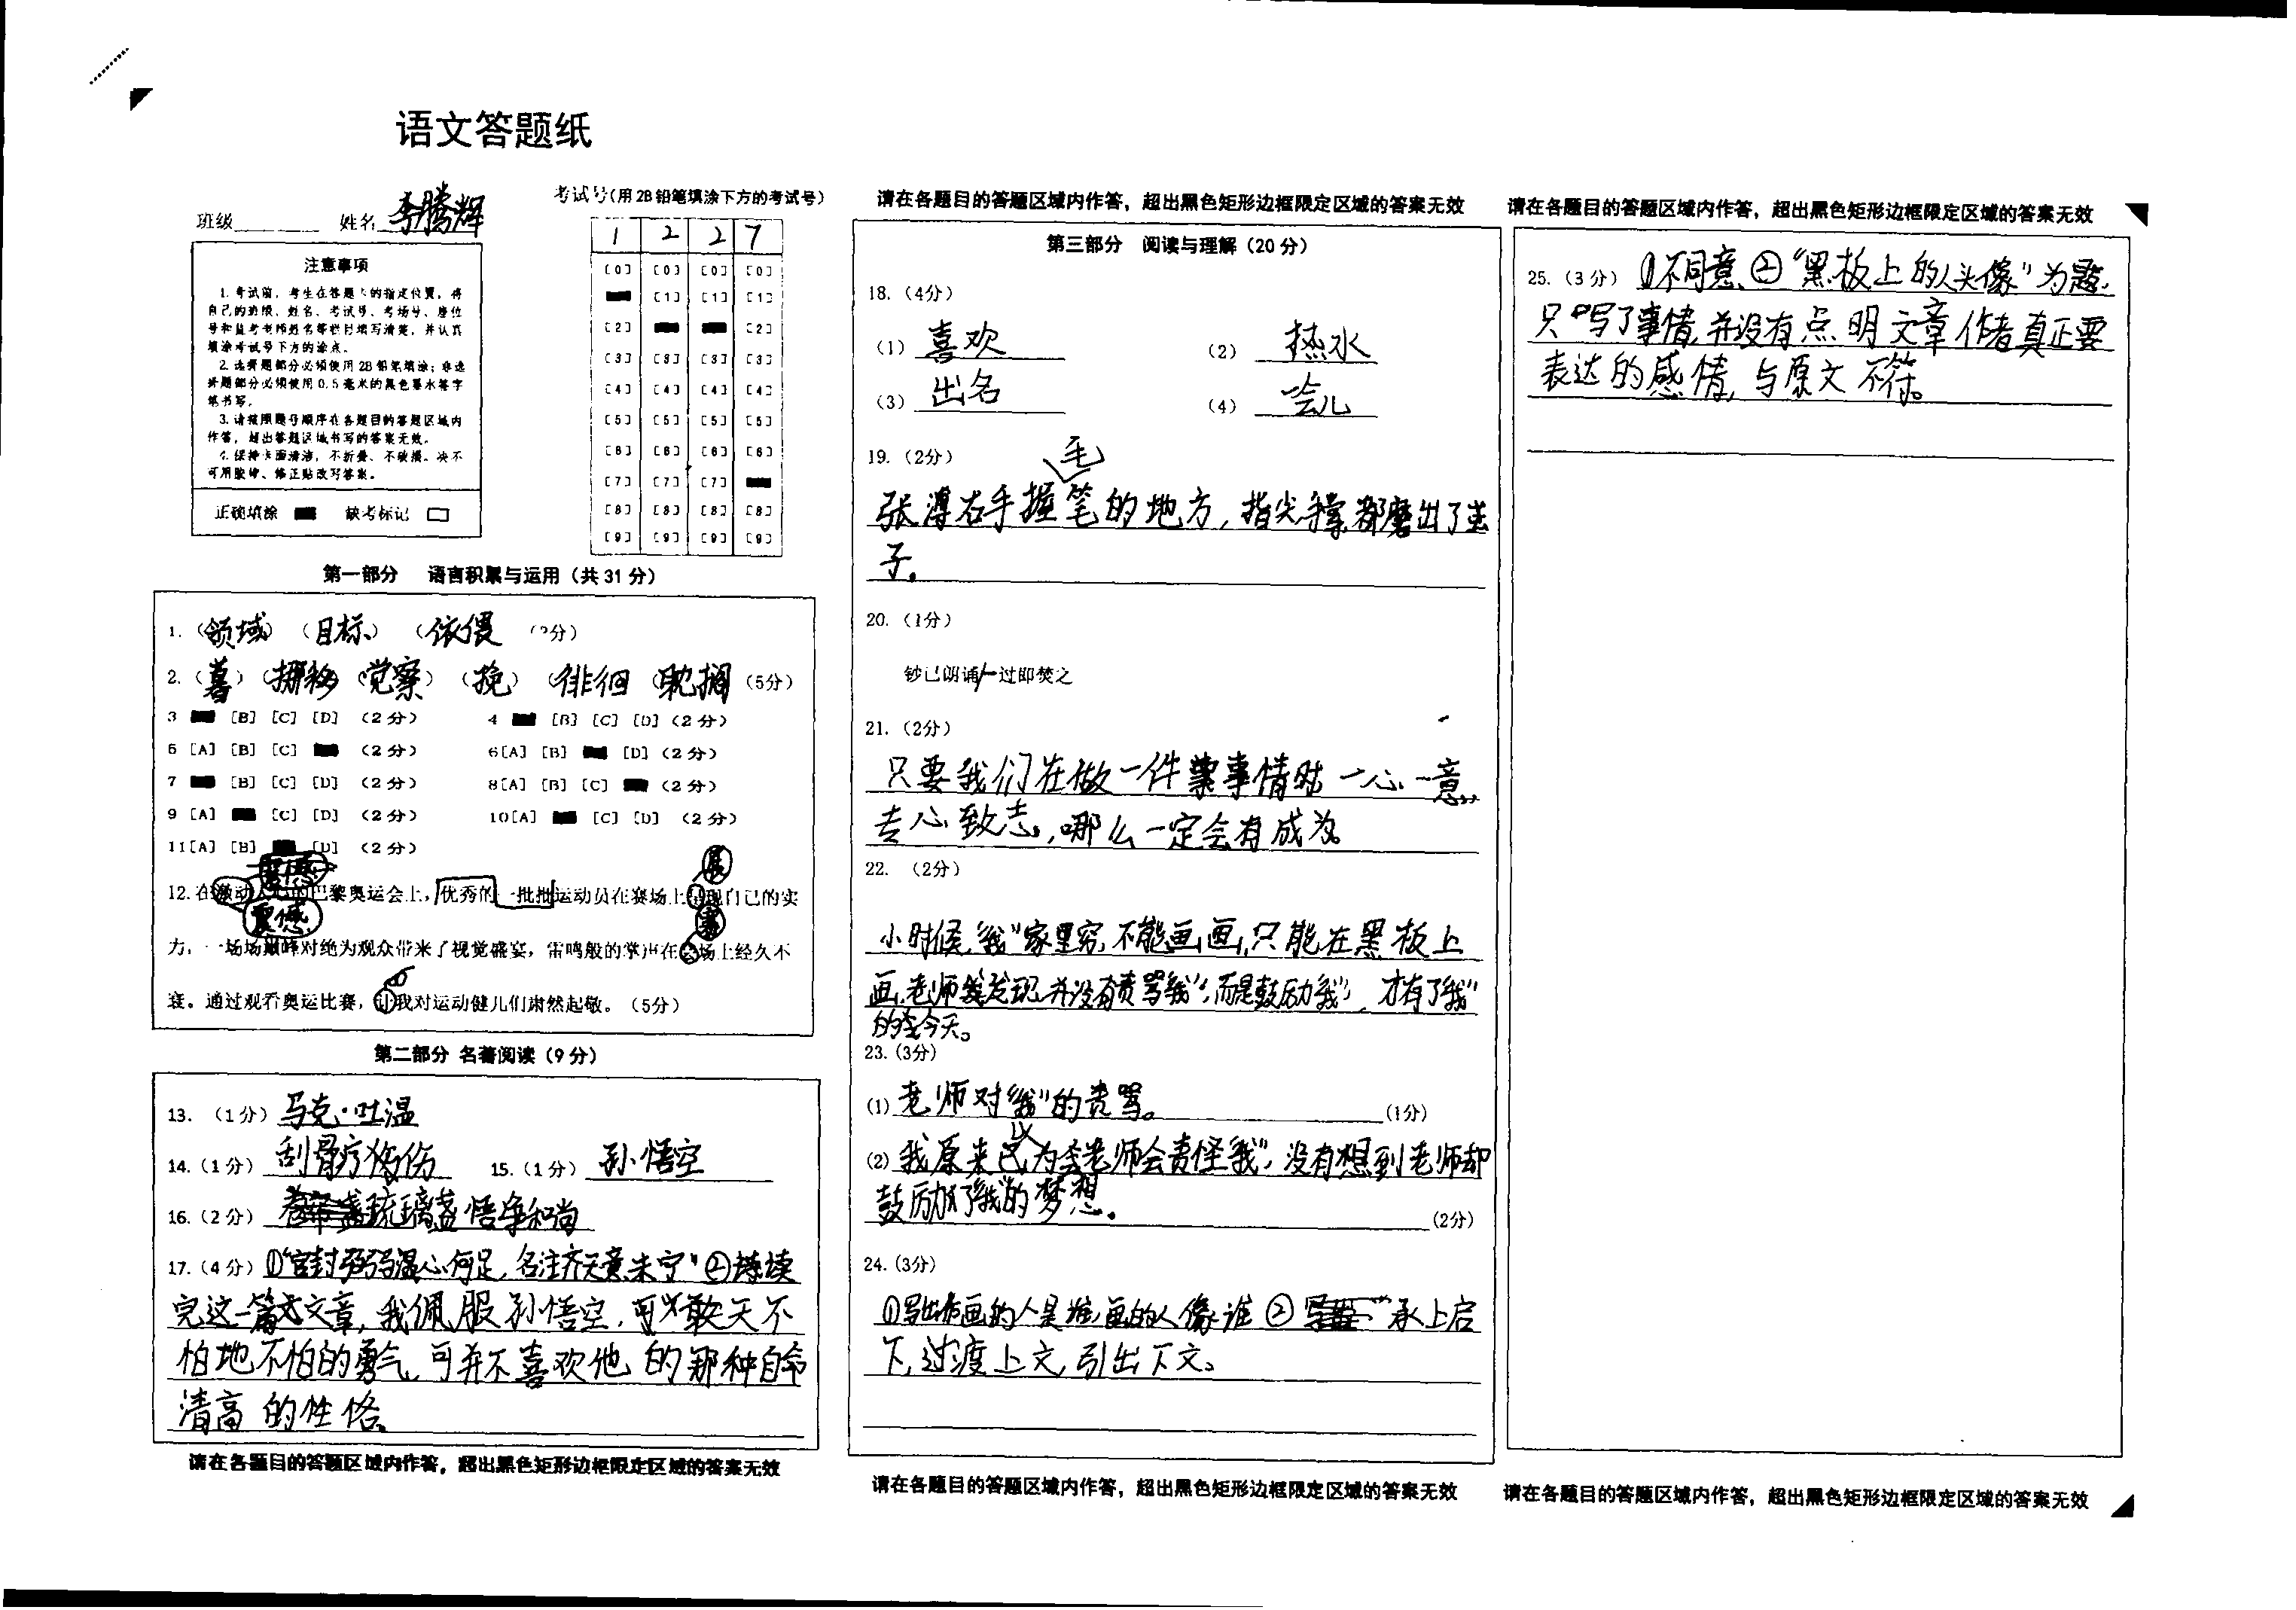 语文答题纸
班级 姓名 李腾辉
考试号(用2B铅笔填涂下方的考试号)
1 2 2 7
[0] [0] [0] [0]
[1] [1] [1]
[2] [2]
[3] [3] [3] [3]
[4] [4] [4] [4]
[5] [5] [5] [5]
[6] [6] [6] [6]
[7] [7] [7]
[8] [8] [8] [8]
[9] [9] [9] [9]
注意事项
1.考试前,考生在答题卡的指定位置,将
自己的班级、姓名、考试号、考场号、座位
号和监考老师姓名等栏目填写清楚,并认真
填涂考试号下方的涂点。
2.选择题部分必须使用2B铅笔填涂;非选
择题部分必须使用0.5毫米的黑色墨水签字
笔书写。
3.请按照题号顺序在各题目的答题区域内
作答,超出答题区域书写的答案无效。
4.保持卡面清洁,不折叠、不破损。决不
可用胶带、修正贴改写答案。
正确填涂 缺考标记
第一部分 语言积累与运用(共31分)
1.(领域)(目标)(依偎 (3分)
2.(暮)(挪移)(觉察)(挽)(徘徊(耽搁(5分)
3 [B] [C] [D] (2分) 4 [B] [C] [D] (2分)
5 [A] [B] [C] (2分) 6[A] [B] [D] (2分)
7 [B] [C] [D] (2分) 8[A] [B] [C] (2分)
9 [A] [C] [D] (2分) 10[A] [C] [D] (2分)
11[A] [B] [D] (2分)
展
12.在激动人心的巴黎奥运会上,优秀的一批批运动员在赛场上呈现自己的实
震撼 赛
力,一场场巅峰对绝为观众带来了视觉盛宴,雷鸣般的掌声在会场上经久不
衰。通过观看奥运比赛,让我对运动健儿们肃然起敬。(5分)
第二部分 名著阅读(9分)
13.(1分)马克·吐温
14.(1分)刮骨疗伤 15.(1分)孙悟空
16.(2分)琉璃盏 悟净和尚
17.(4分)①“官封弼马温心何足,名注齐天意未宁”②读
完这一篇文章,我佩服孙悟空,敢天不
怕地不怕的勇气,可并不喜欢他的那种自命
清高的性格。
请在各题目的答题区域内作答,超出黑色矩形边框限定区域的答案无效
请在各题目的答题区域内作答,超出黑色矩形边框限定区域的答案无效
第三部分 阅读与理解(20分)
18.(4分)
(1)喜欢 (2)热水
(3)出名 (4)会儿
19.(2分)
毛
张溥右手握笔的地方,指尖掌都磨出了茧
子。
20.(1分)
钞已朗诵/一过即焚之
21.(2分)
只要我们在做一件事情时一心一意,
专心致志,哪么一定会有成为。
22.(2分)
小时候,“我”家里穷,不能画画,只能在黑板上
画,老师发现并没有责骂“我”,而是鼓励“我”,才有了“我”
的今天。
23.(3分)
(1)老师对“我”的责骂。 (1分)
以
(2)我原来为李老师会责怪“我”,没有想到老师却
鼓励了“我”的梦想。 (2分)
24.(3分)
①写出画的人是谁,画的人像谁②承上启
下,过渡上文,引出下文。
请在各题目的答题区域内作答,超出黑色矩形边框限定区域的答案无效
请在各题目的答题区域内作答,超出黑色矩形边框限定区域的答案无效
25.(3分)①不同意②“黑板上的人头像”为题,
只写了事情,并没有点明文章作者真正要
表达的感情,与原文不符。
请在各题目的答题区域内作答,超出黑色矩形边框限定区域的答案无效